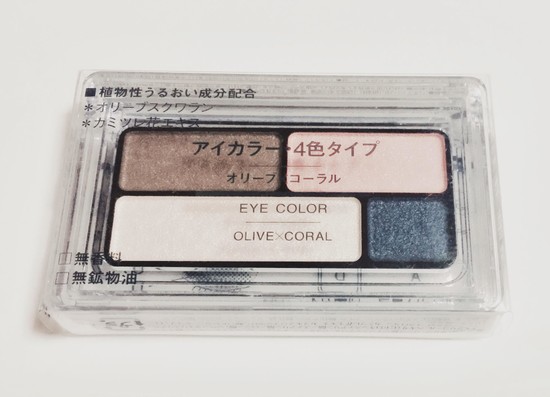 ■植物性うるおい成分配合
＊オリーブスクワラン
＊カミツレ花エキス
アイカラー・4色タイプ
オリーブ×コーラル
EYE COLOR
OLIVE×CORAL
□無香料
□無鉱物油